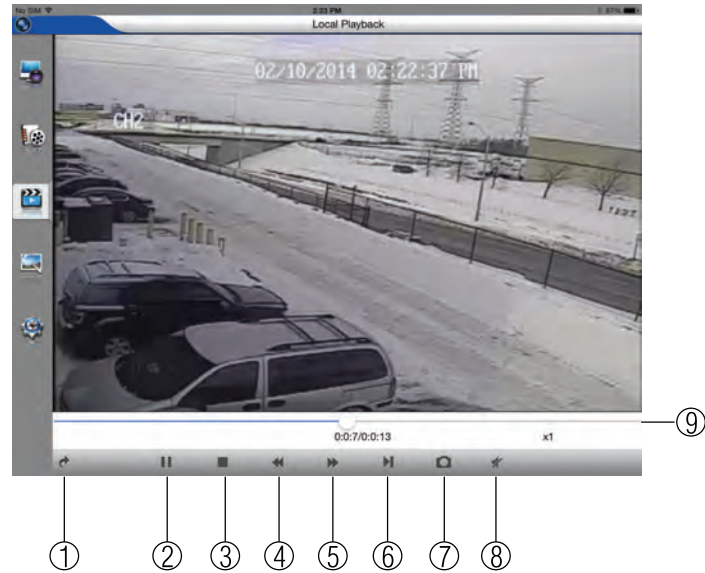 No SIM 2:23 PM 87%
Local Playback
02/10/2014 02:22:37 PM
CH2
0:0:7/0:0:13 x1
⑨
① ② ③ ④ ⑤ ⑥ ⑦ ⑧